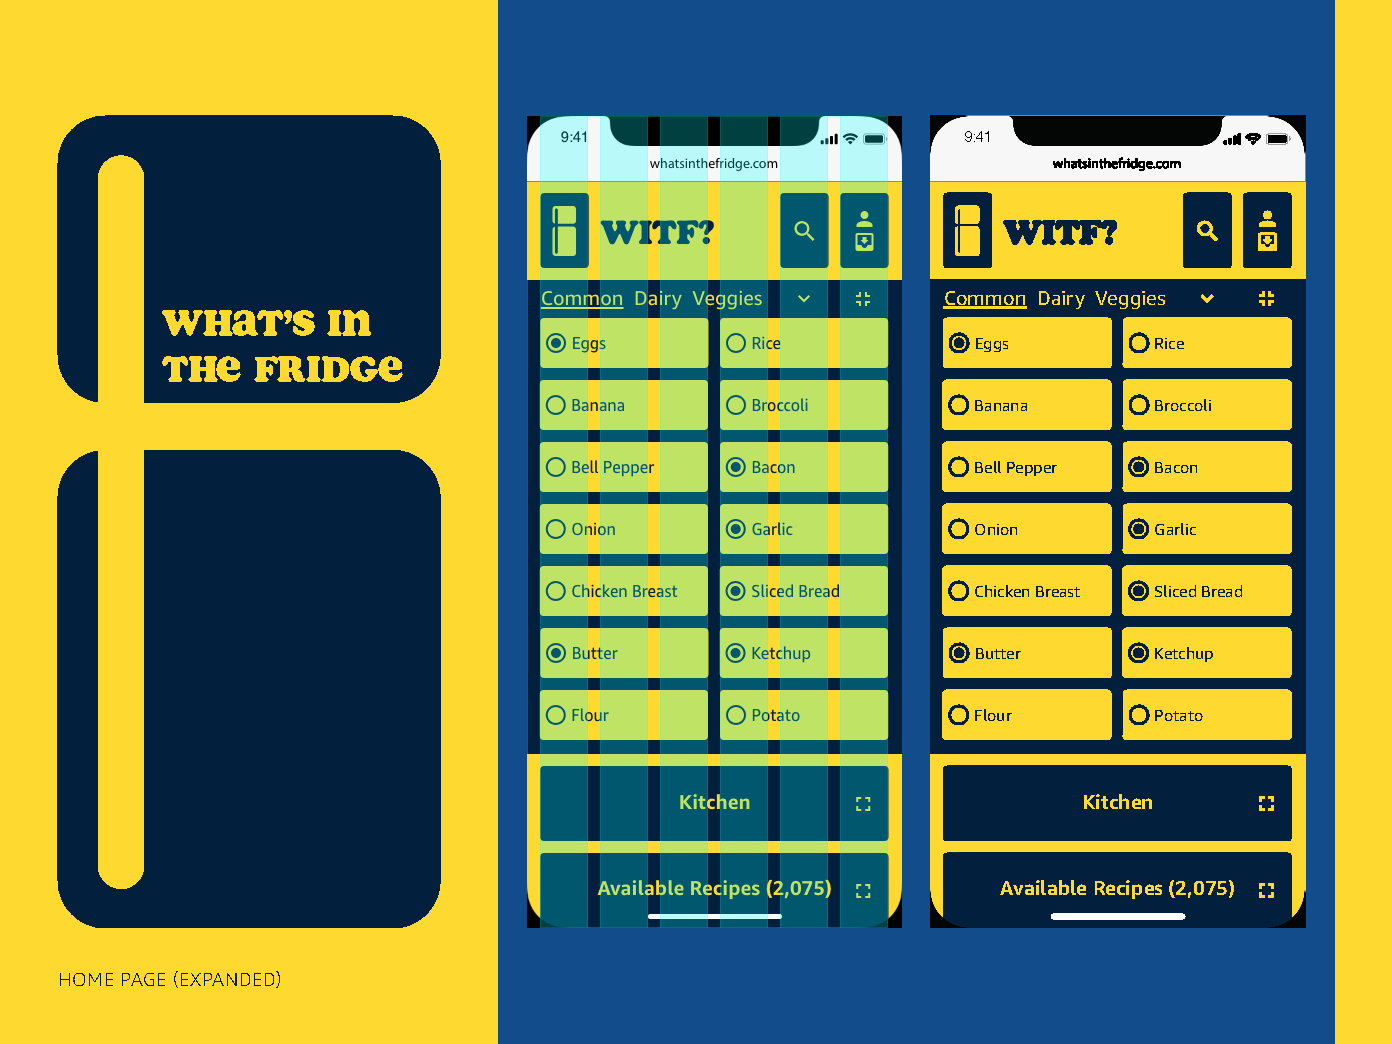 WHAT'S IN
THE FRIDGE
HOME PAGE (EXPANDED)
9:41
whatsinthefridge.com
WITF?
Common Dairy Veggies
Eggs Rice
Banana Broccoli
Bell Pepper Bacon
Onion Garlic
Chicken Breast Sliced Bread
Butter Ketchup
Flour Potato
Kitchen
Available Recipes (2,075)
9:41
whatsinthefridge.com
WITF?
Common Dairy Veggies
Eggs Rice
Banana Broccoli
Bell Pepper Bacon
Onion Garlic
Chicken Breast Sliced Bread
Butter Ketchup
Flour Potato
Kitchen
Available Recipes (2,075)